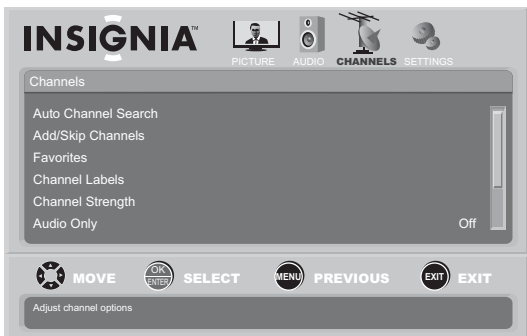 INSIGNIA™
PICTURE AUDIO CHANNELS SETTINGS
Channels
Auto Channel Search
Add/Skip Channels
Favorites
Channel Labels
Channel Strength
Audio Only Off
MOVE OK ENTER SELECT MENU PREVIOUS EXIT EXIT
Adjust channel options